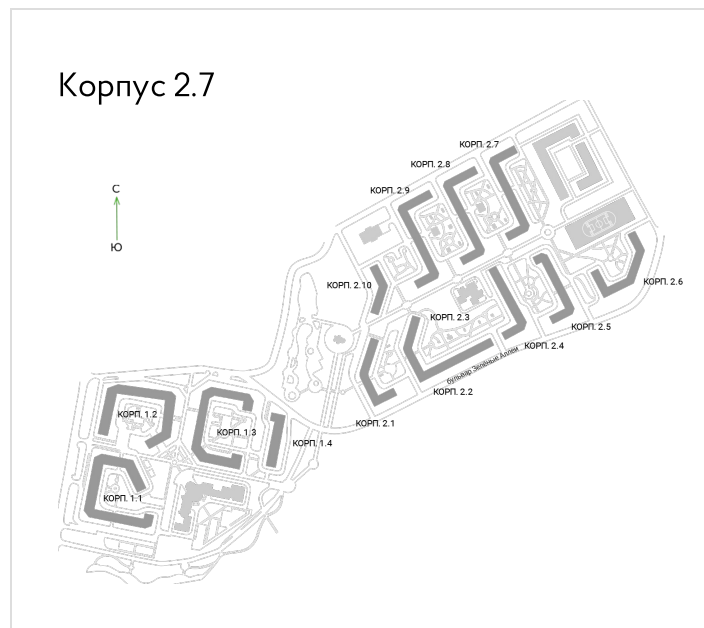 Корпус 2.7
КОРП. 2.7
КОРП. 2.8
КОРП. 2.9
С
Ю
КОРП. 2.10
КОРП. 2.6
КОРП. 2.3
КОРП. 2.5
КОРП. 2.4
бульвар Зелёные Аллеи
КОРП. 2.2
КОРП. 2.1
КОРП. 1.2
КОРП. 1.3
КОРП. 1.4
КОРП. 1.1